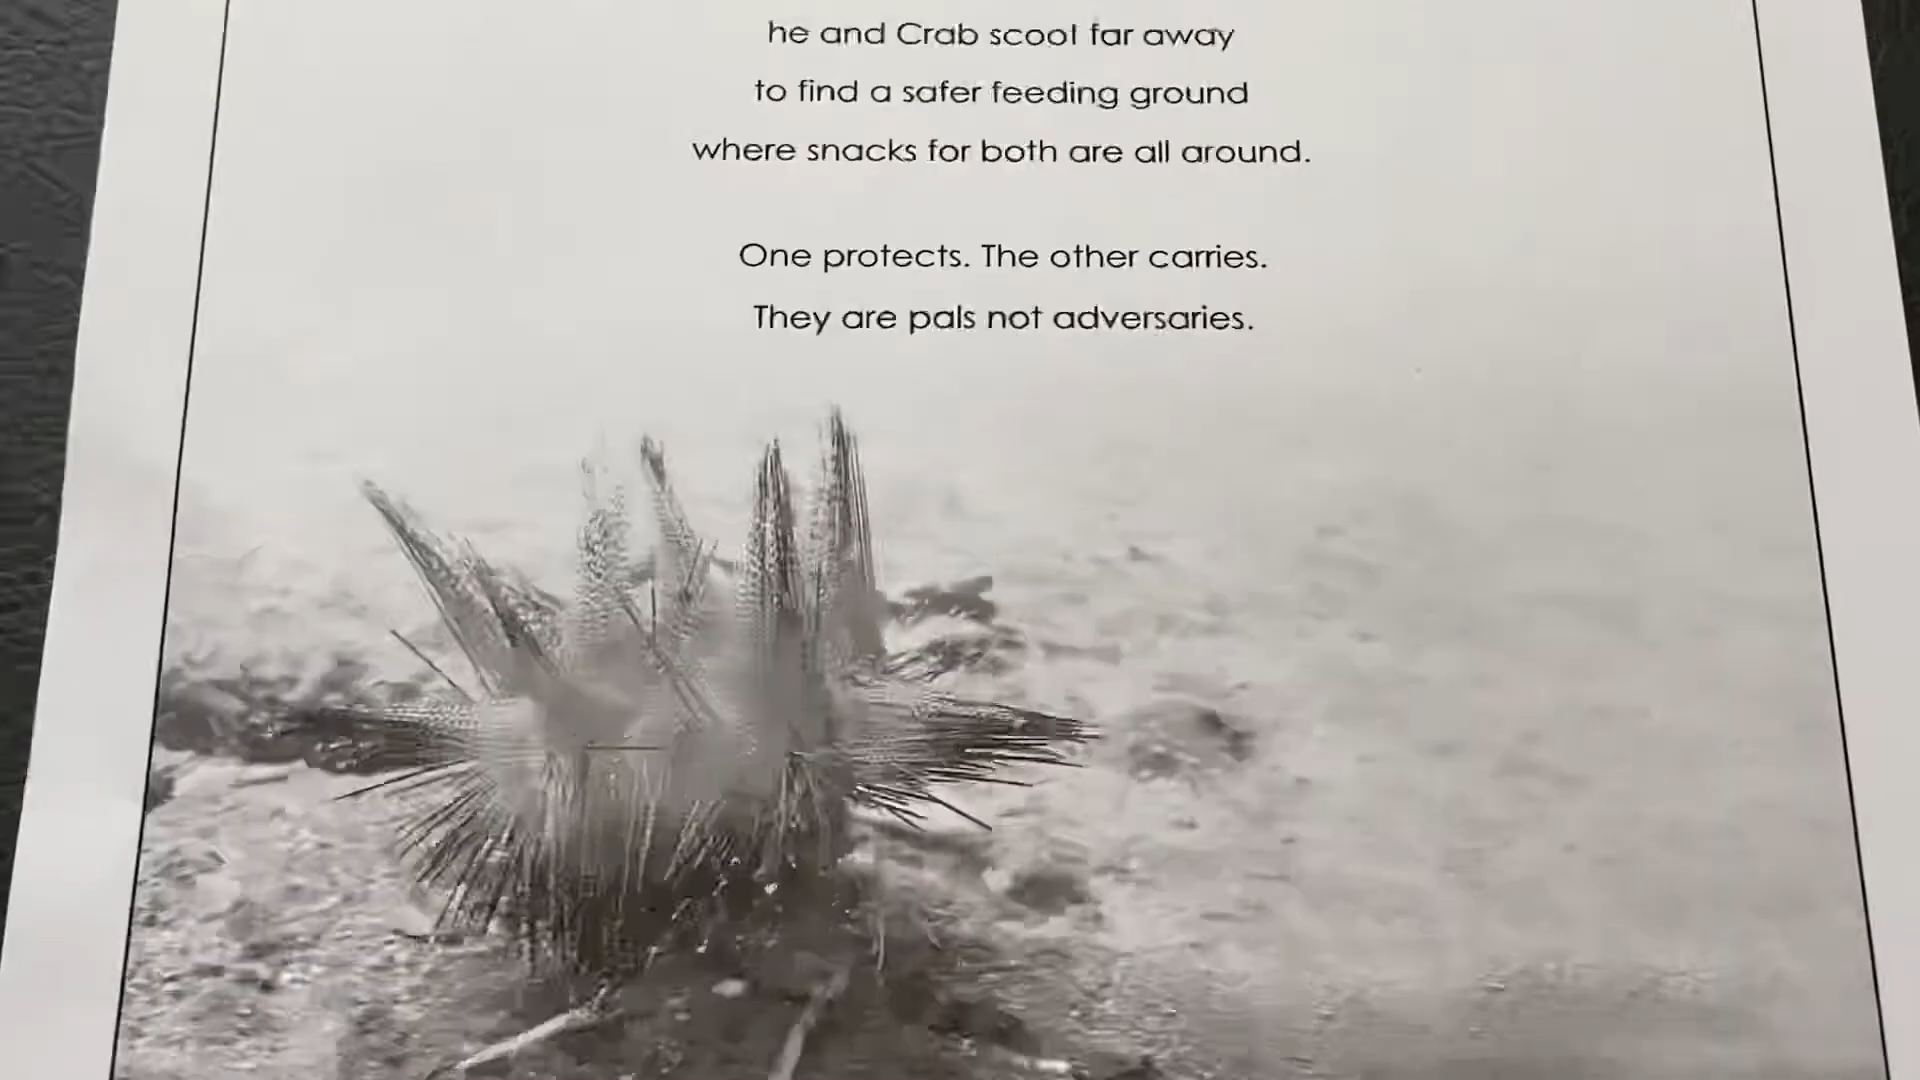 he and Crab scoot far away
to find a safer feeding ground
where snacks for both are all around.
One protects. The other carries.
They are pals not adversaries.